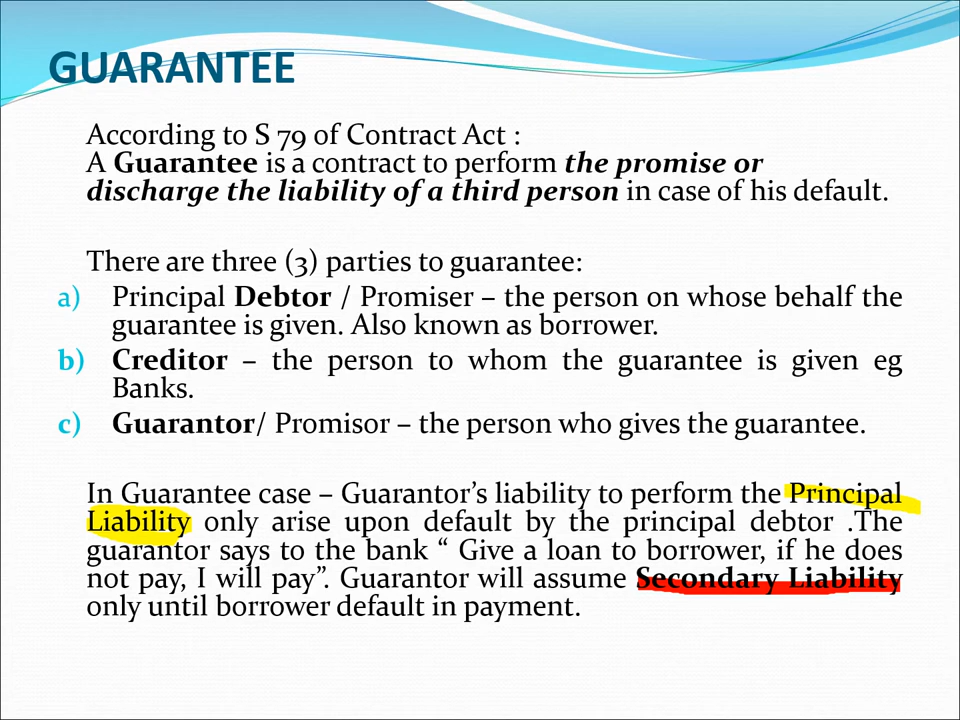 GUARANTEE
According to S 79 of Contract Act :
A Guarantee is a contract to perform the promise or
discharge the liability of a third person in case of his default.
There are three (3) parties to guarantee:
a) Principal Debtor / Promiser – the person on whose behalf the
guarantee is given. Also known as borrower.
b) Creditor – the person to whom the guarantee is given eg
Banks.
c) Guarantor/ Promisor – the person who gives the guarantee.
In Guarantee case – Guarantor’s liability to perform the Principal
Liability only arise upon default by the principal debtor .The
guarantor says to the bank “ Give a loan to borrower, if he does
not pay, I will pay”. Guarantor will assume Secondary Liability
only until borrower default in payment.